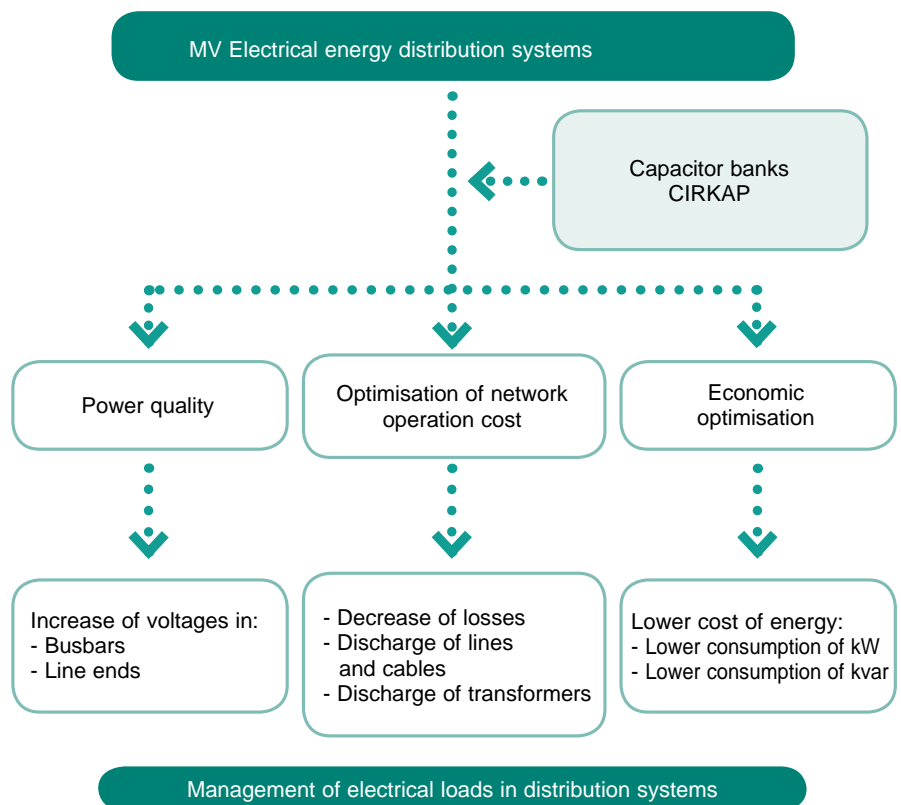 MV Electrical energy distribution systems
Capacitor banks
CIRKAP
Power quality
Optimisation of network
operation cost
Economic
optimisation
Increase of voltages in:
- Busbars
- Line ends
- Decrease of losses
- Discharge of lines
and cables
- Discharge of transformers
Lower cost of energy:
- Lower consumption of kW
- Lower consumption of kvar
Management of electrical loads in distribution systems